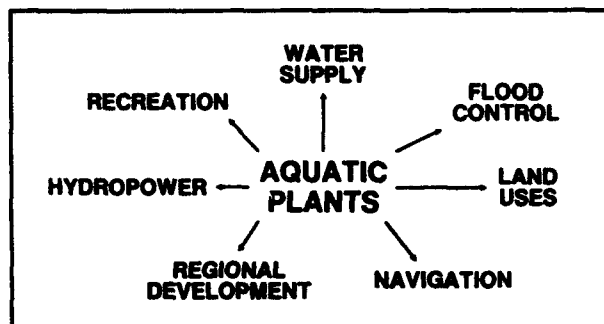 WATER
SUPPLY
RECREATION
FLOOD
CONTROL
AQUATIC
PLANTS
HYDROPOWER
LAND
USES
REGIONAL
DEVELOPMENT
NAVIGATION